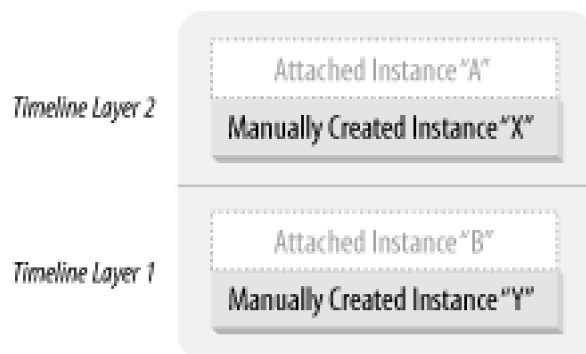 Attached Instance "A"
Timeline Layer 2
Manually Created Instance "X"
Attached Instance "B"
Timeline Layer 1
Manually Created Instance "Y"